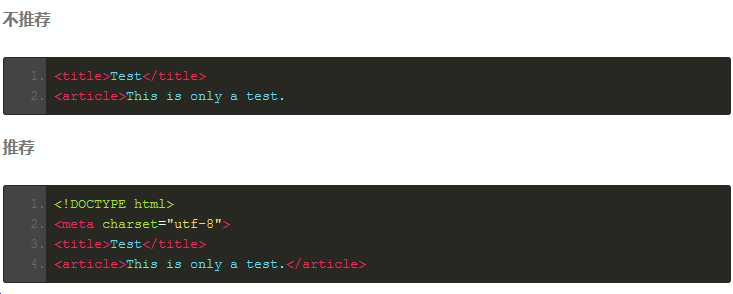 不推荐
1. <title>Test</title>
2. <article>This is only a test.
推荐
1. <!DOCTYPE html>
2. <meta charset="utf-8">
3. <title>Test</title>
4. <article>This is only a test.</article>